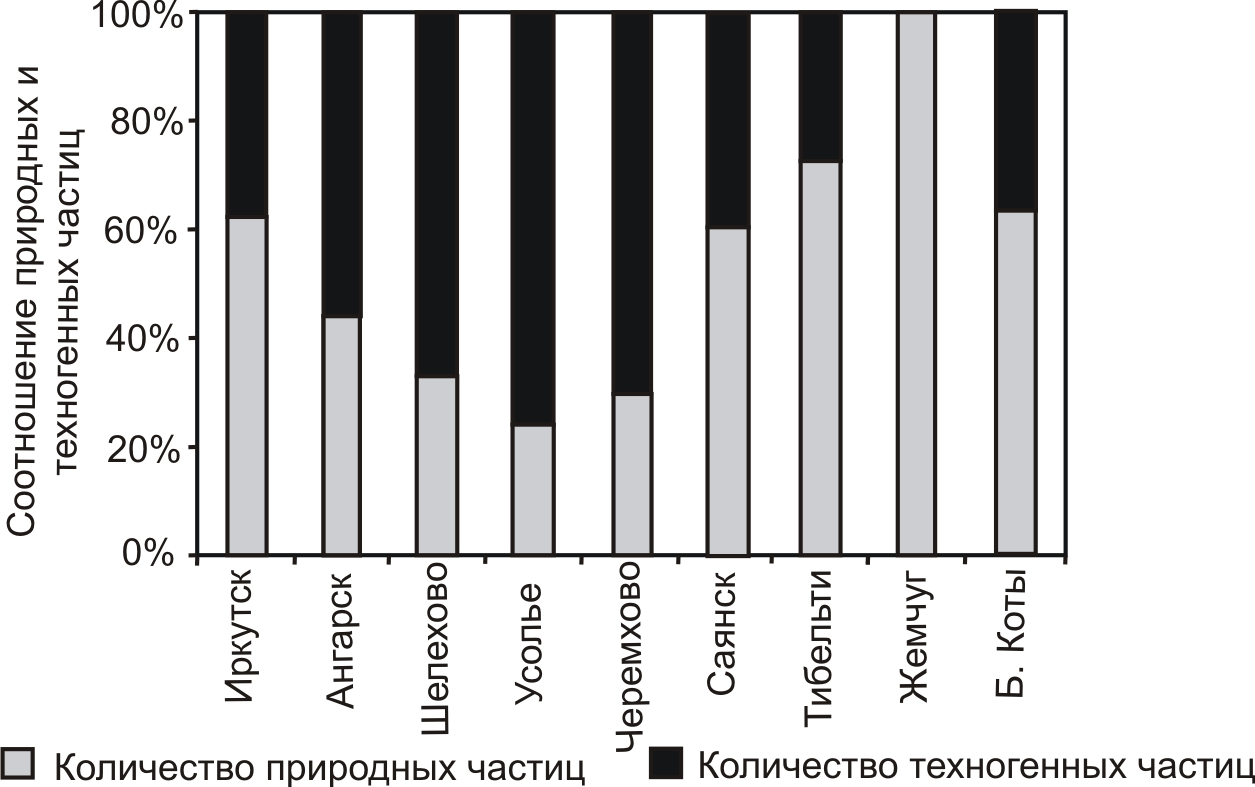 Соотношение природных и
техногенных частиц
100%
80%
60%
40%
20%
0%
Иркутск
Ангарск
Шелехово
Усолье
Черемхово
Саянск
Тибельти
Жемчуг
Б. Коты
Количество природных частиц
Количество техногенных частиц